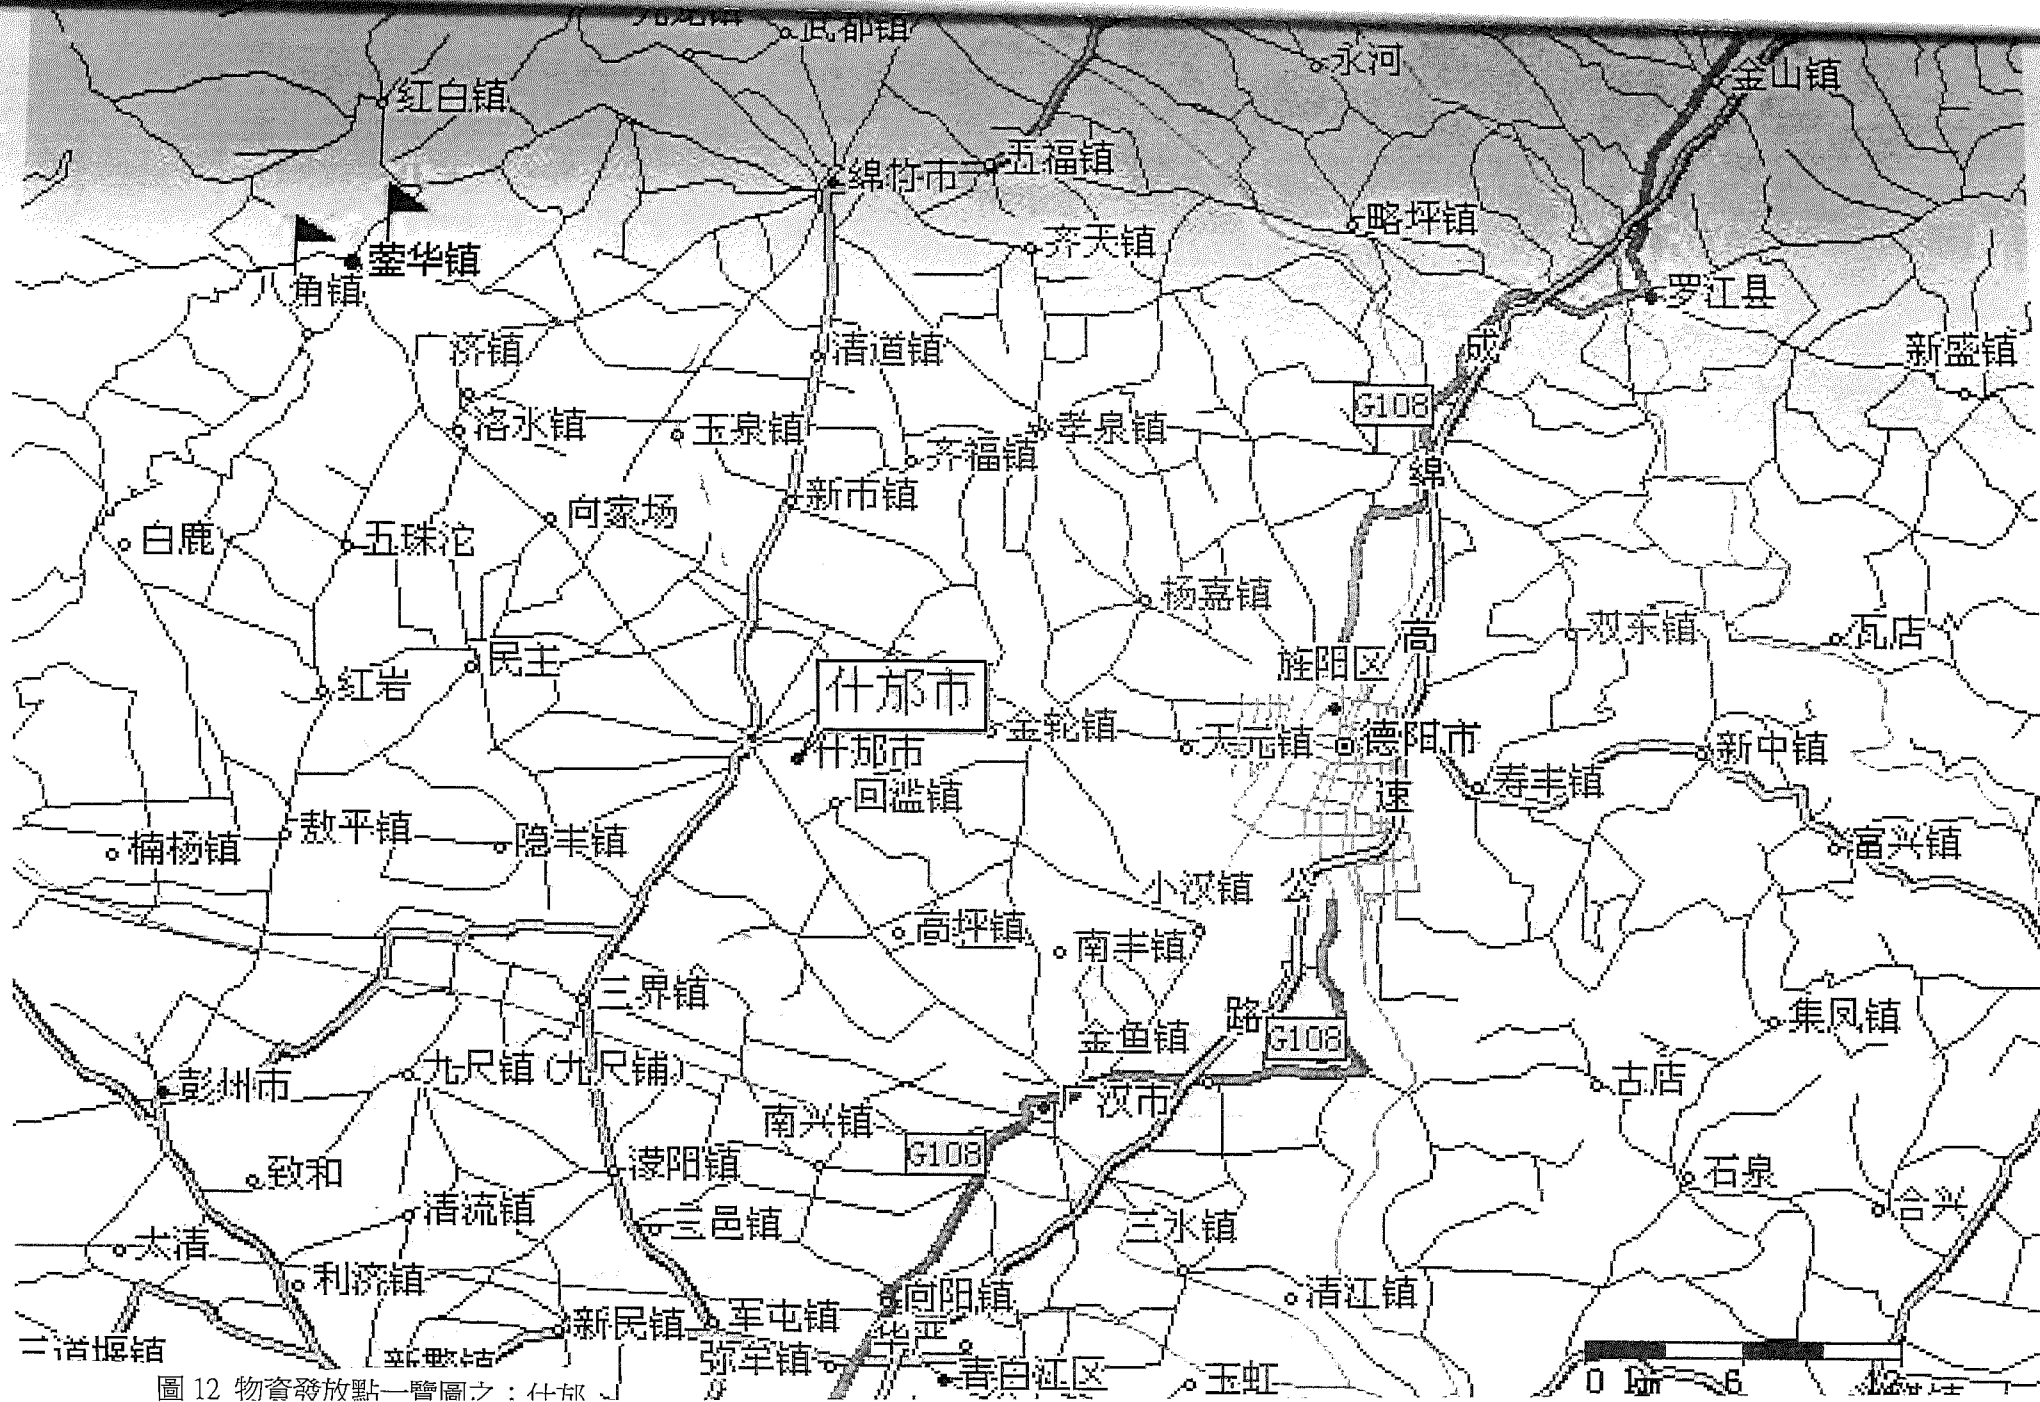 武都镇
永河
金山镇
红白镇
五福镇
绵竹市
略坪镇
齐天镇
蓥华镇
角镇
罗江县
成
广济镇
清道镇
新盛镇
G108
洛水镇
玉泉镇
孝泉镇
齐福镇
绵
新市镇
向家场
白鹿
五珠沱
杨嘉镇
双东镇
瓦店
高
旌阳区
民主
红岩
什邡市
金轮镇
天元镇
德阳市
新中镇
什邡市
寿丰镇
回滥镇
速
敖平镇
隐丰镇
楠杨镇
富兴镇
小汉镇
公
高坪镇
南丰镇
三界镇
路
集凤镇
金鱼镇
G108
九尺镇(九尺铺)
彭州市
古店
广汉市
南兴镇
G108
濛阳镇
致和
石泉
清流镇
三邑镇
三水镇
合兴
太清
利济镇
向阳镇
清江镇
军屯镇
新民镇
华严
三道堰镇
弥牟镇
青白江区
玉虹
0 km 6 12
圖 12 物資發放點一覽圖之：什邡